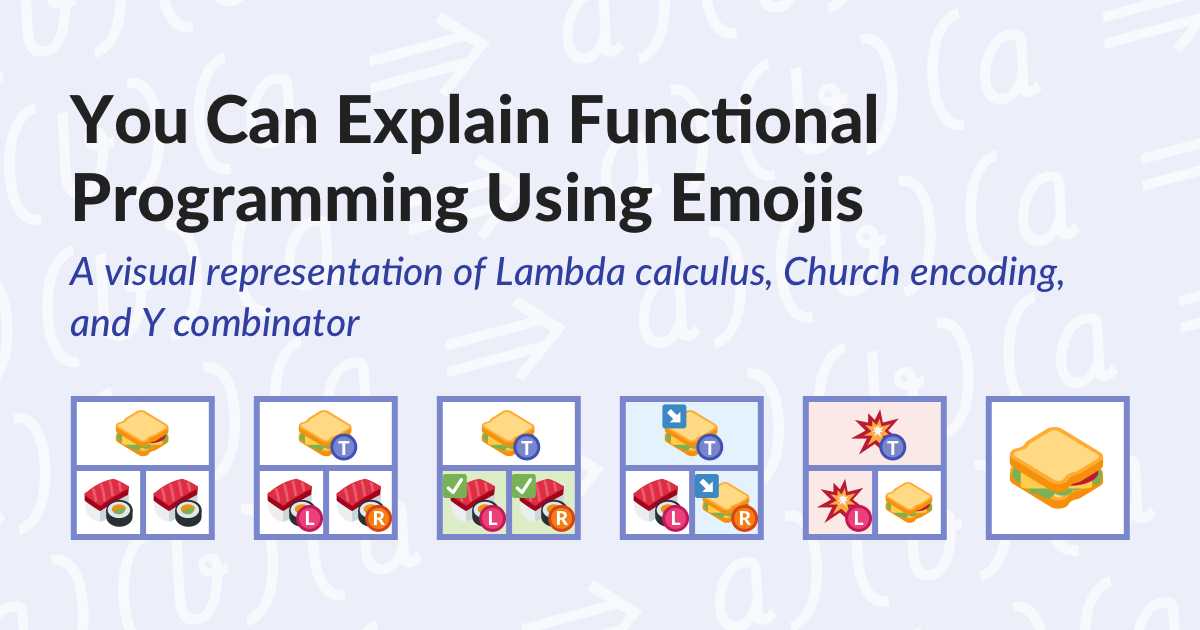 You Can Explain Functional
Programming Using Emojis
A visual representation of Lambda calculus, Church encoding,
and Y combinator
T T T T
L R L R L R L